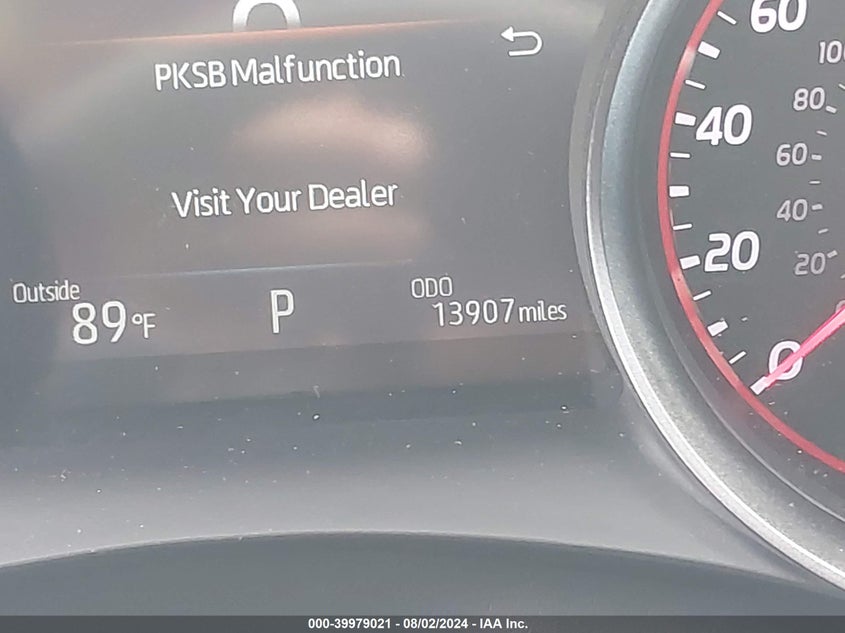 PKSB Malfunction
Visit Your Dealer
Outside
89°F
P
ODO
13907 miles
60
40
20
0
100
80
60
40
20
000-39979021 - 08/02/2024 - IAA Inc.